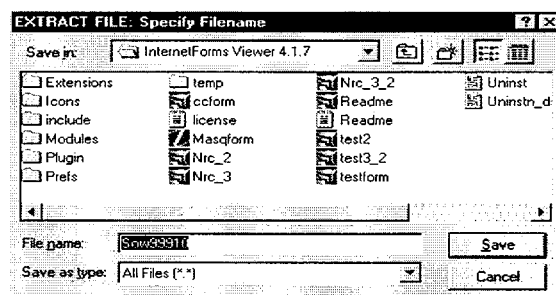 EXTRACT FILE: Specify Filename
Save in: InternetForms Viewer 4.1.7
Extensions temp Nrc_3_2 Uninst
Icons ccform Readme Uninstn_d
include license Readme
Modules Masqform test2
Plugin Nrc_2 test3_2
Prefs Nrc_3 testform
File name: Save
Save as type: All Files (*.*) Cancel